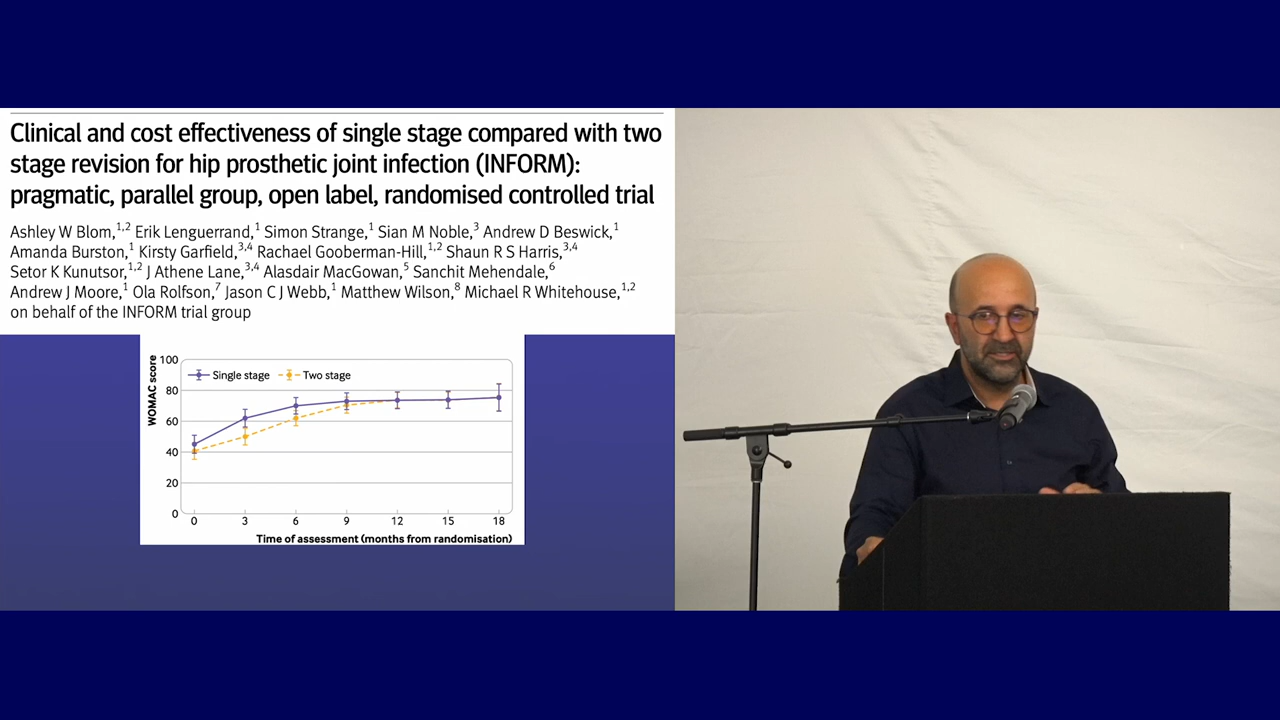 Clinical and cost effectiveness of single stage compared with two
stage revision for hip prosthetic joint infection (INFORM):
pragmatic, parallel group, open label, randomised controlled trial
Ashley W Blom,1,2 Erik Lenguerrand,1 Simon Strange,1 Sian M Noble,3 Andrew D Beswick,1
Amanda Burston,1 Kirsty Garfield,3,4 Rachael Gooberman-Hill,1,2 Shaun R S Harris,3,4
Setor K Kunutsor,1,2 J Athene Lane,3,4 Alasdair MacGowan,5 Sanchit Mehendale,6
Andrew J Moore,1 Ola Rolfson,7 Jason C J Webb,1 Matthew Wilson,8 Michael R Whitehouse,1,2
on behalf of the INFORM trial group
WOMAC score
100
80
60
40
20
0
Single stage
Two stage
0 3 6 9 12 15 18
Time of assessment (months from randomisation)